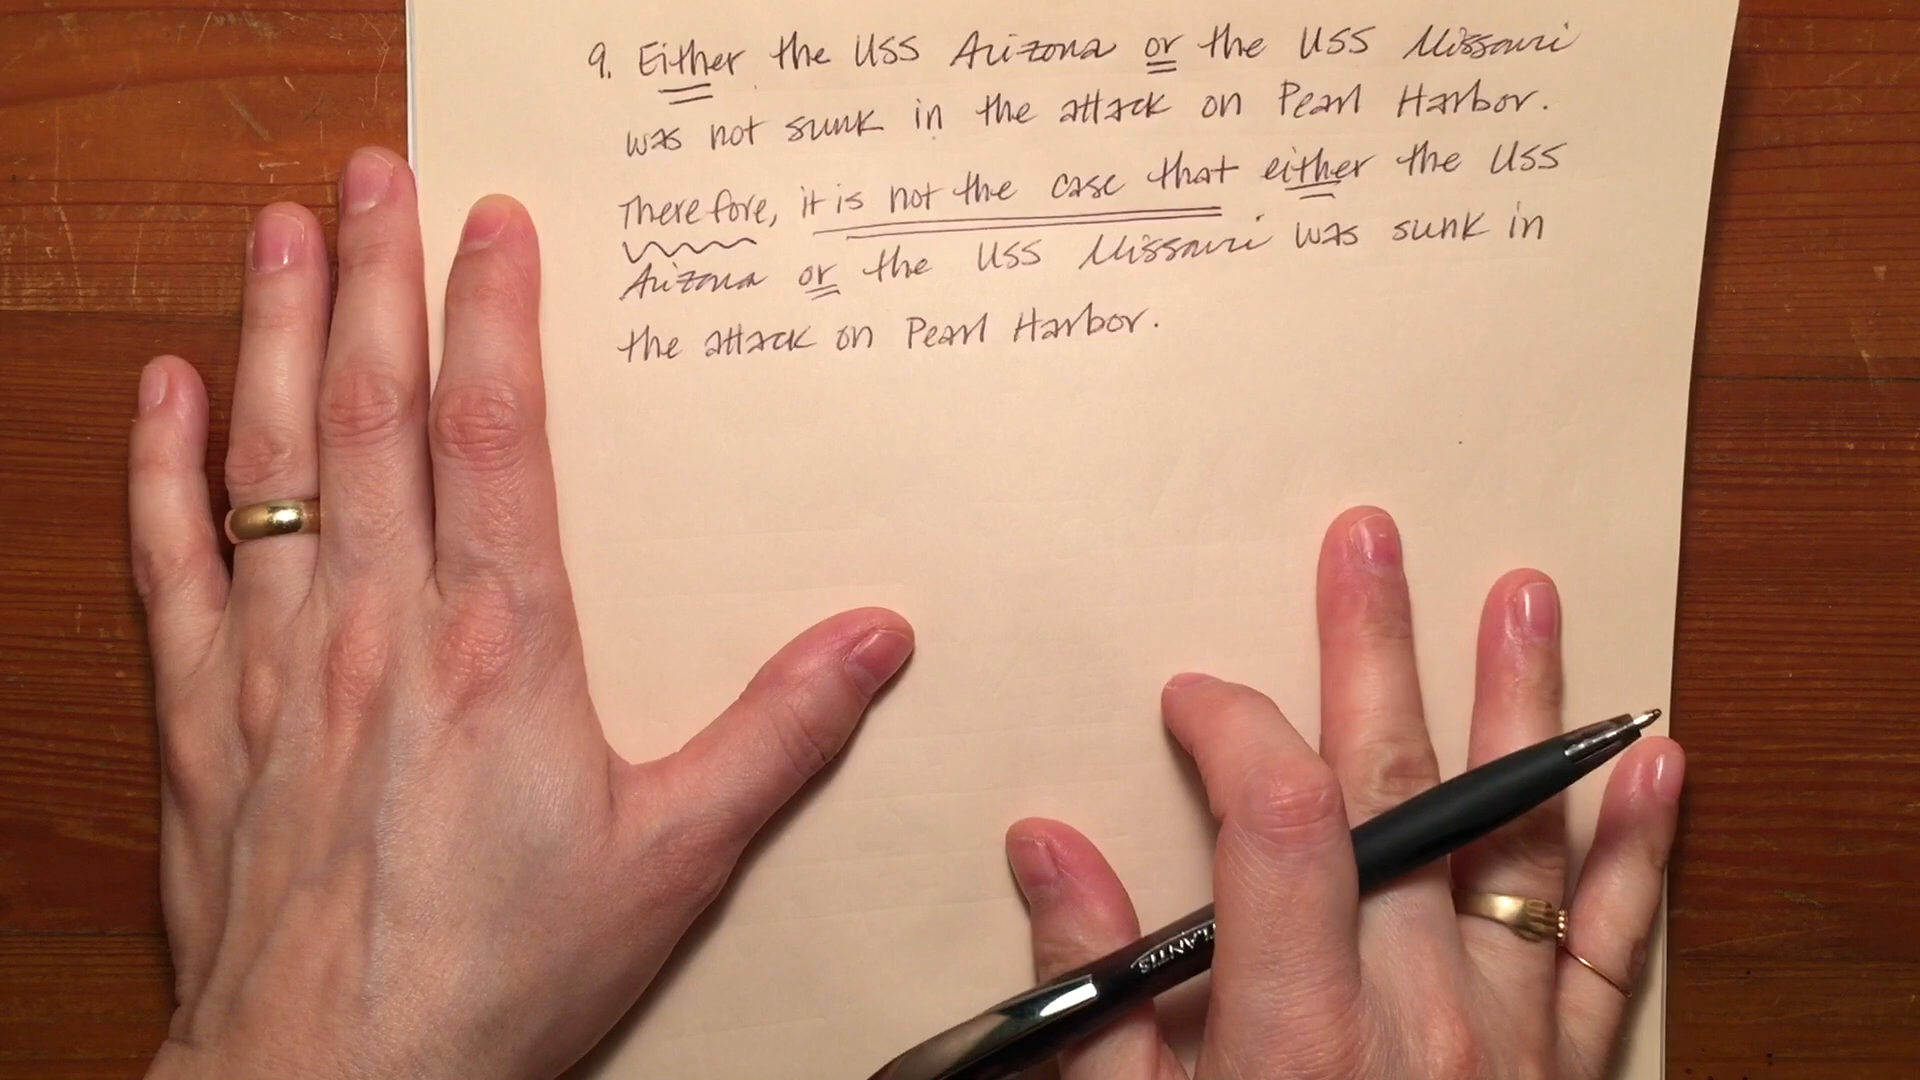 9. Either the USS Arizona or the USS Missouri
was not sunk in the attack on Pearl Harbor.
Therefore, it is not the case that either the USS
Arizona or the USS Missouri was sunk in
the attack on Pearl Harbor.